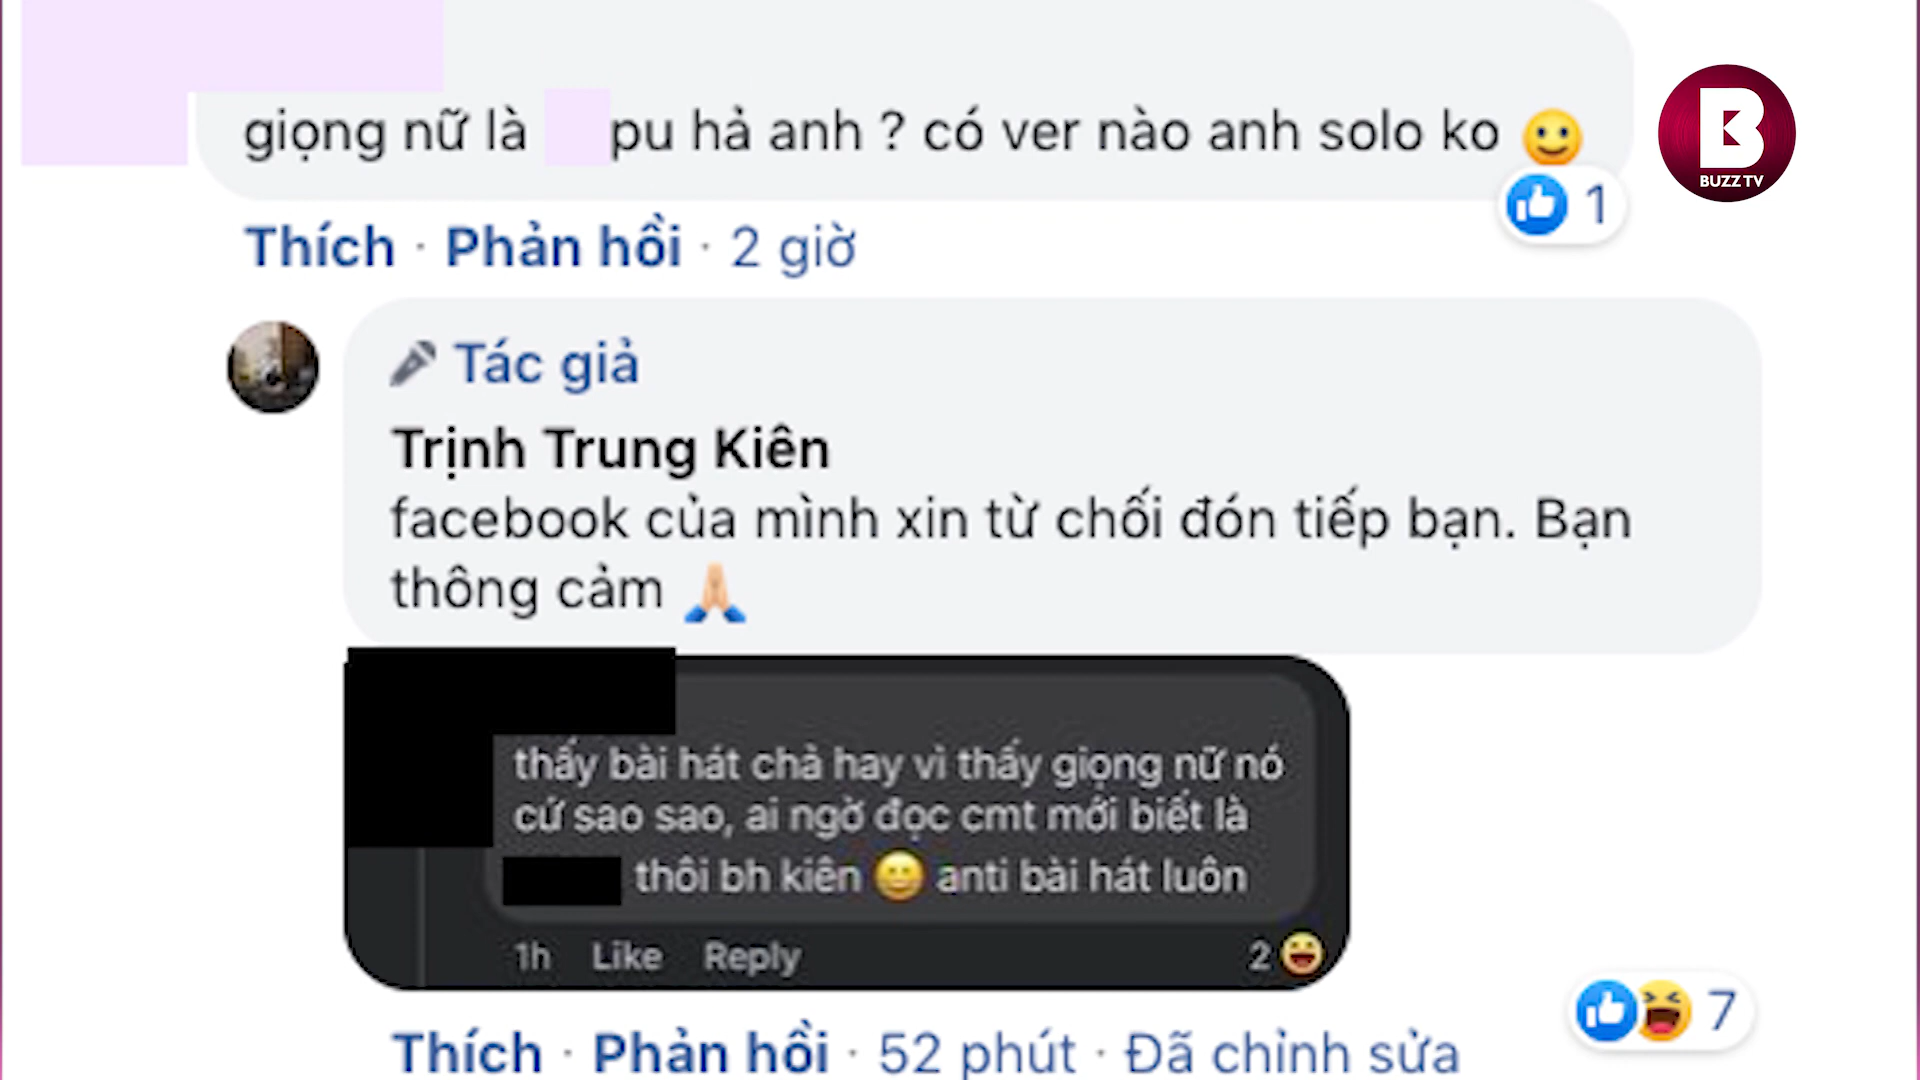 giọng nữ là pu hả anh ? có ver nào anh solo ko 🙂
1
Thích · Phản hồi · 2 giờ
BUZZ TV
🎤 Tác giả
Trịnh Trung Kiên
facebook của mình xin từ chối đón tiếp bạn. Bạn
thông cảm 🙏🏼
thấy bài hát chả hay vì thấy giọng nữ nó
cứ sao sao, ai ngờ đọc cmt mới biết là
thôi bh kiên 😄 anti bài hát luôn
1h Like Reply 2
7
Thích · Phản hồi · 52 phút · Đã chỉnh sửa